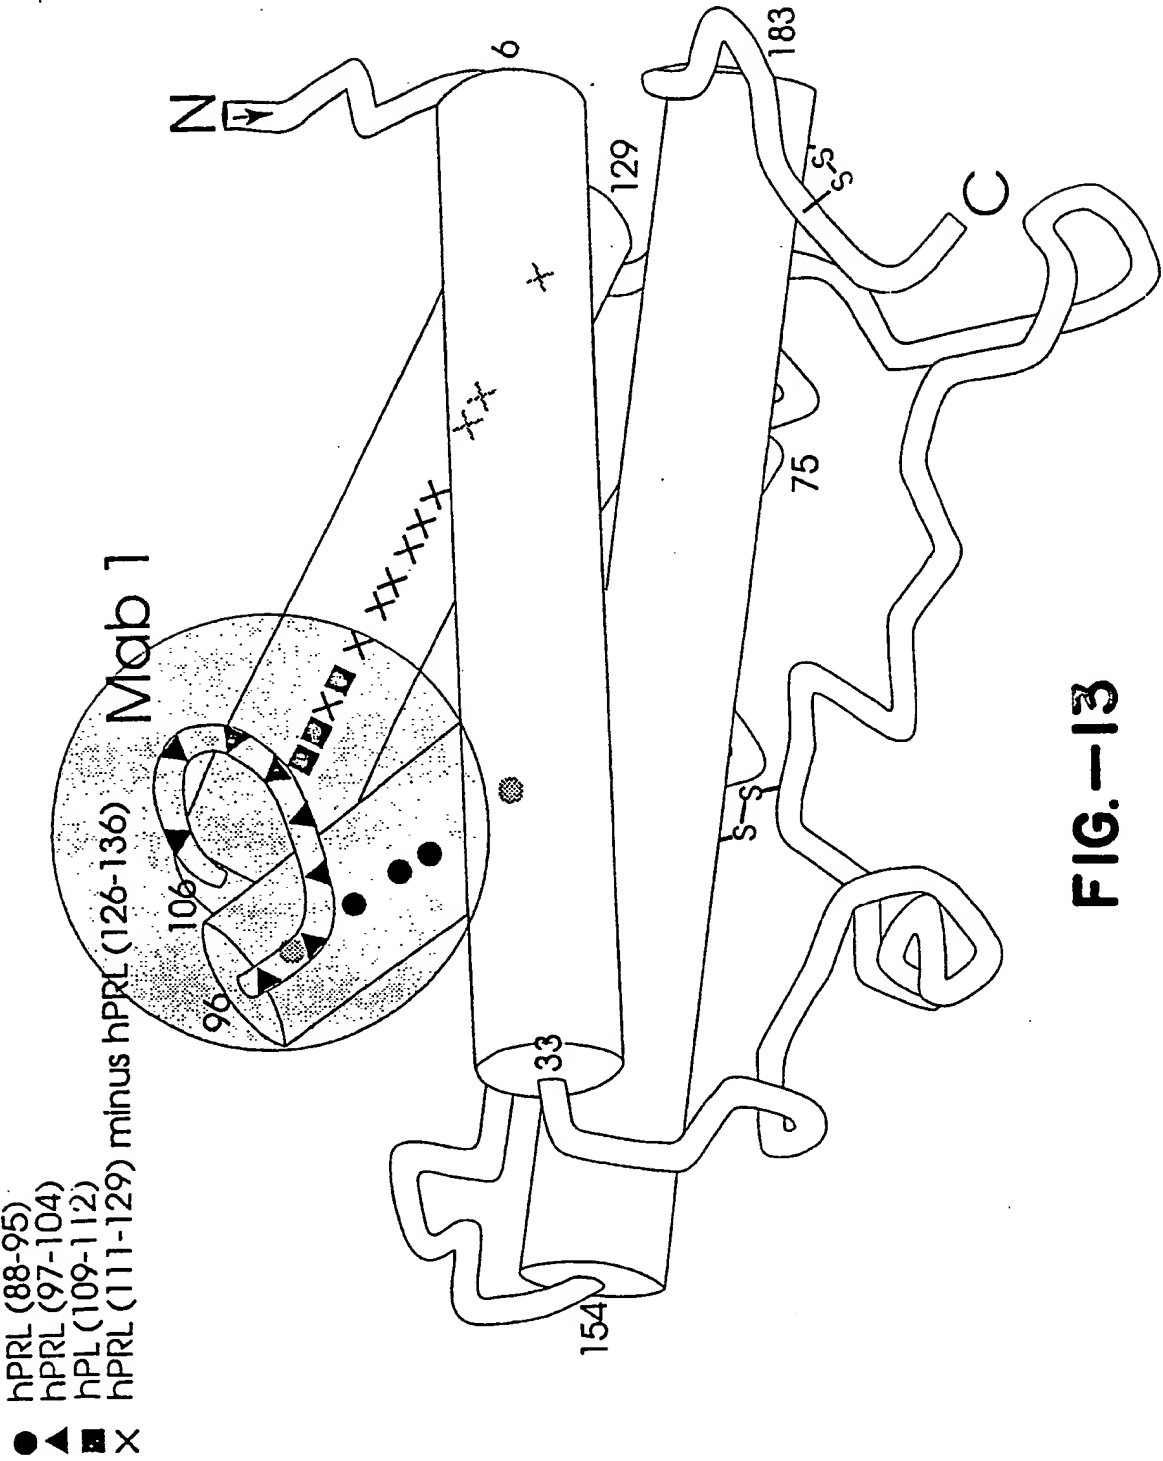 ● hPRL (88-95)
▲ hPRL (97-104)
■ hPL (109-112)
× hPRL (111-129) minus hPRL (126-136)
Mab 1
N
6
96
106
129
183
33
154
75
S-S
S-S
C
FIG.—13